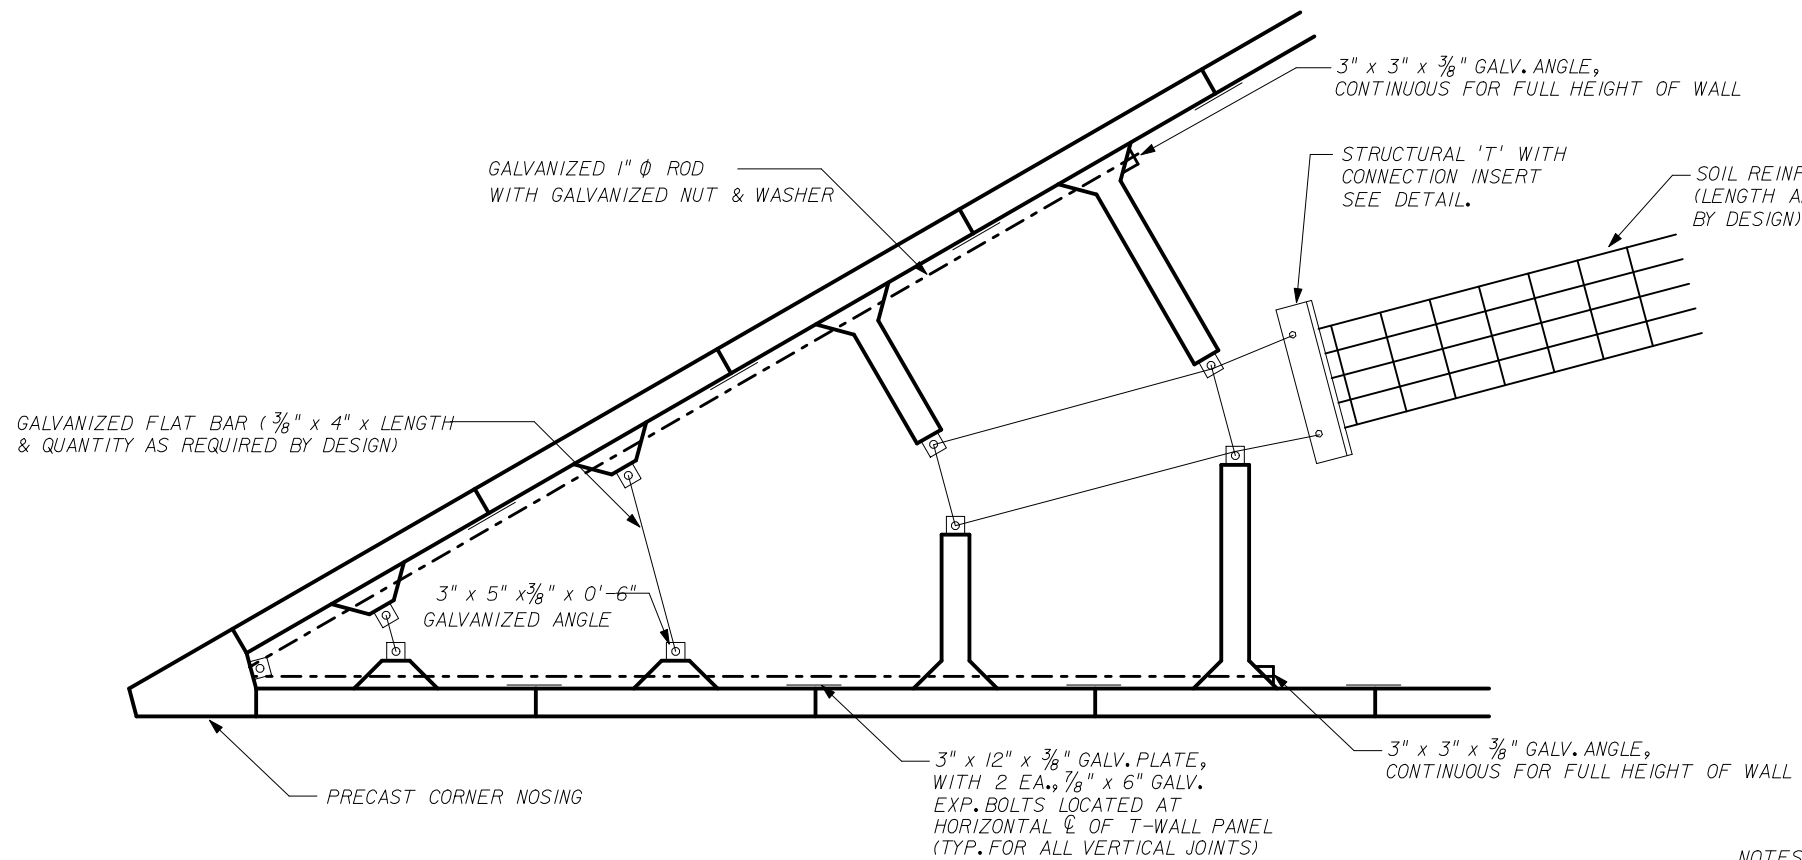 3" x 3" x ⅜" GALV. ANGLE,
CONTINUOUS FOR FULL HEIGHT OF WALL
GALVANIZED 1" ϕ ROD
WITH GALVANIZED NUT & WASHER
STRUCTURAL 'T' WITH
CONNECTION INSERT
SEE DETAIL.
SOIL REINF
(LENGTH A
BY DESIGN)
GALVANIZED FLAT BAR (⅜" x 4" x LENGTH
& QUANTITY AS REQUIRED BY DESIGN)
3" x 5" x⅜" x 0'-6"
GALVANIZED ANGLE
3" x 12" x ⅜" GALV. PLATE,
WITH 2 EA., ⅞" x 6" GALV.
EXP. BOLTS LOCATED AT
HORIZONTAL ℄ OF T-WALL PANEL
(TYP. FOR ALL VERTICAL JOINTS)
3" x 3" x ⅜" GALV. ANGLE,
CONTINUOUS FOR FULL HEIGHT OF WALL
PRECAST CORNER NOSING
NOTES